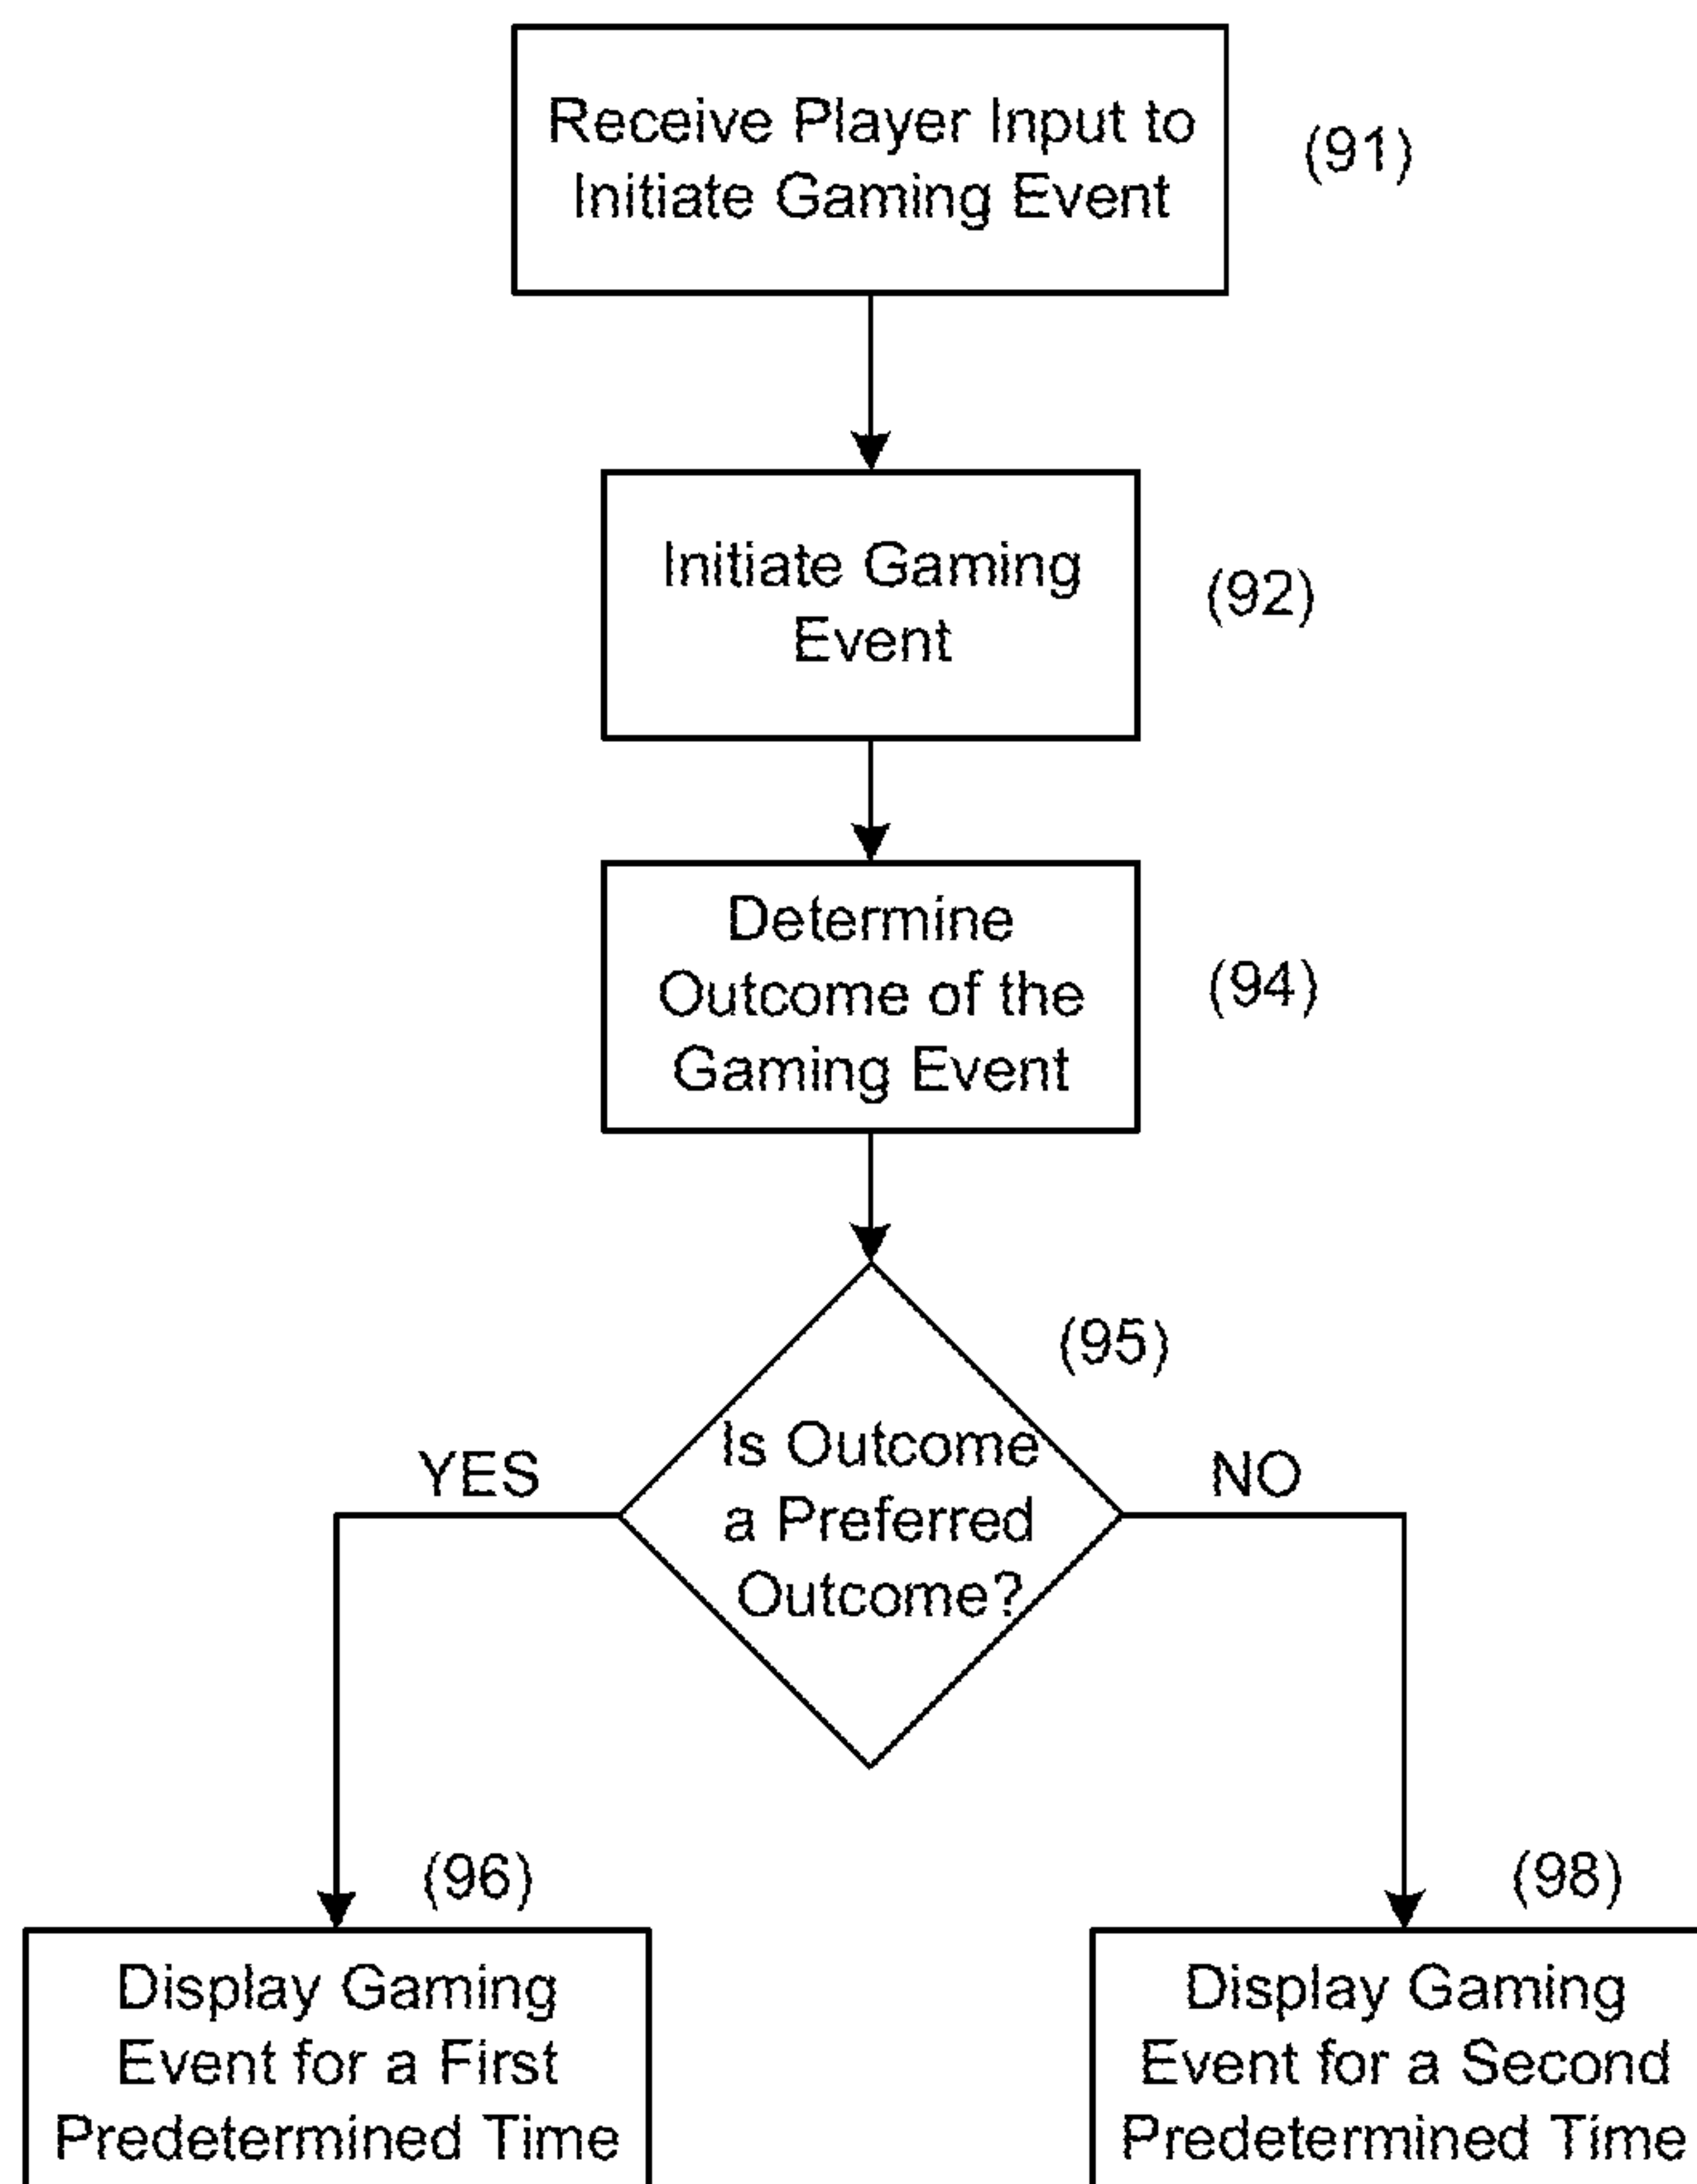 Receive Player Input to
Initiate Gaming Event
(91)
Initiate Gaming
Event
(92)
Determine
Outcome of the
Gaming Event
(94)
(95)
Is Outcome
a Preferred
Outcome?
YES
NO
(96)
(98)
Display Gaming
Event for a First
Predetermined Time
Display Gaming
Event for a Second
Predetermined Time